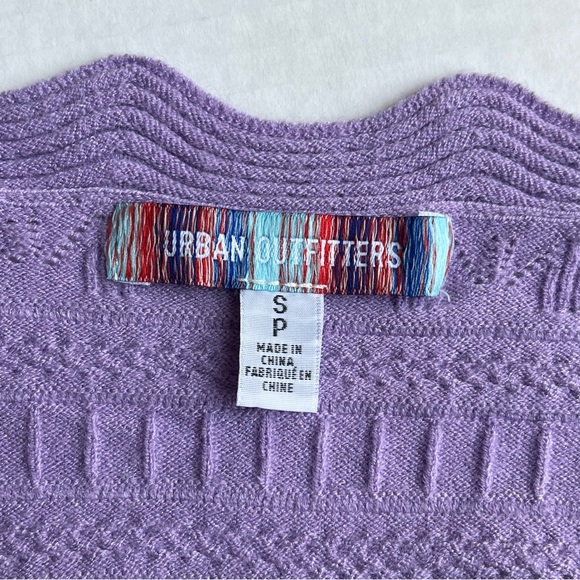 URBAN OUTFITTERS
S
P
MADE IN
CHINA
FABRIQUÉ EN
CHINE